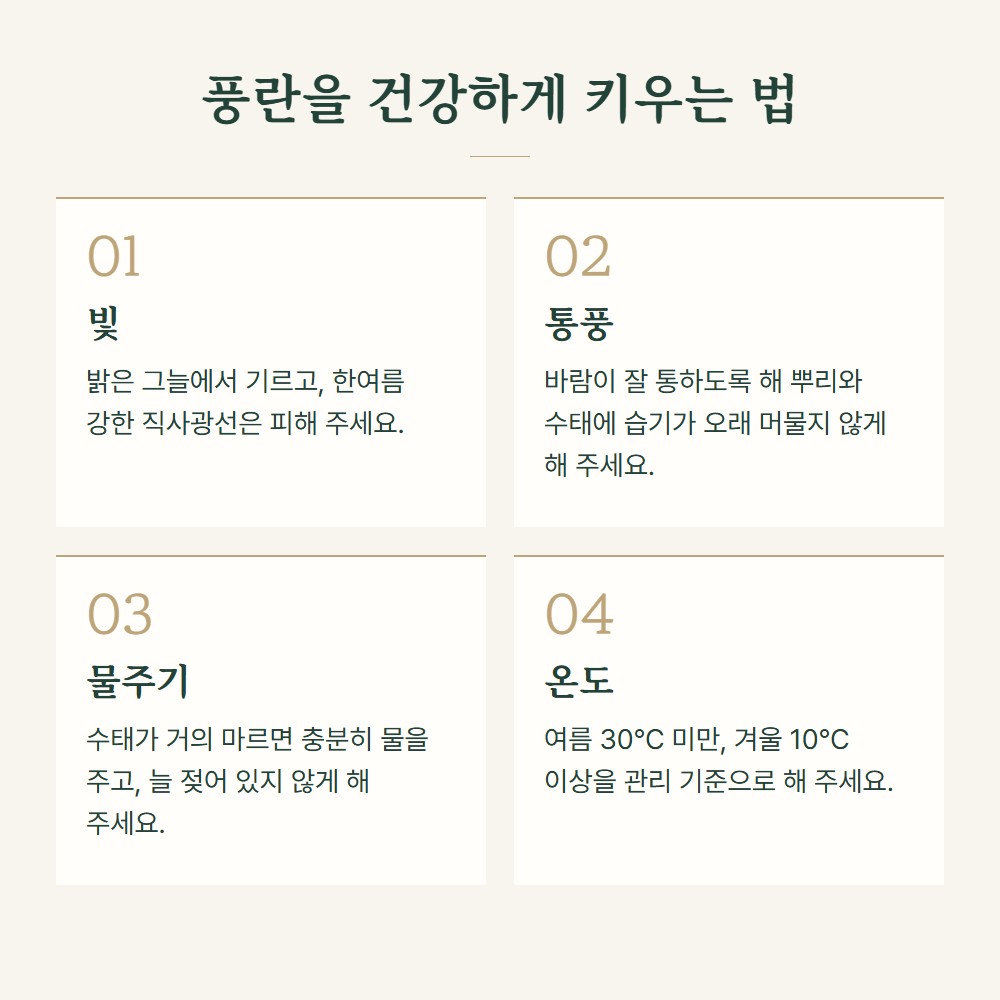 풍란을 건강하게 키우는 법
01
빛
밝은 그늘에서 기르고, 한여름
강한 직사광선은 피해 주세요.
02
통풍
바람이 잘 통하도록 해 뿌리와
수태에 습기가 오래 머물지 않게
해 주세요.
03
물주기
수태가 거의 마르면 충분히 물을
주고, 늘 젖어 있지 않게 해
주세요.
04
온도
여름 30°C 미만, 겨울 10°C
이상을 관리 기준으로 해 주세요.